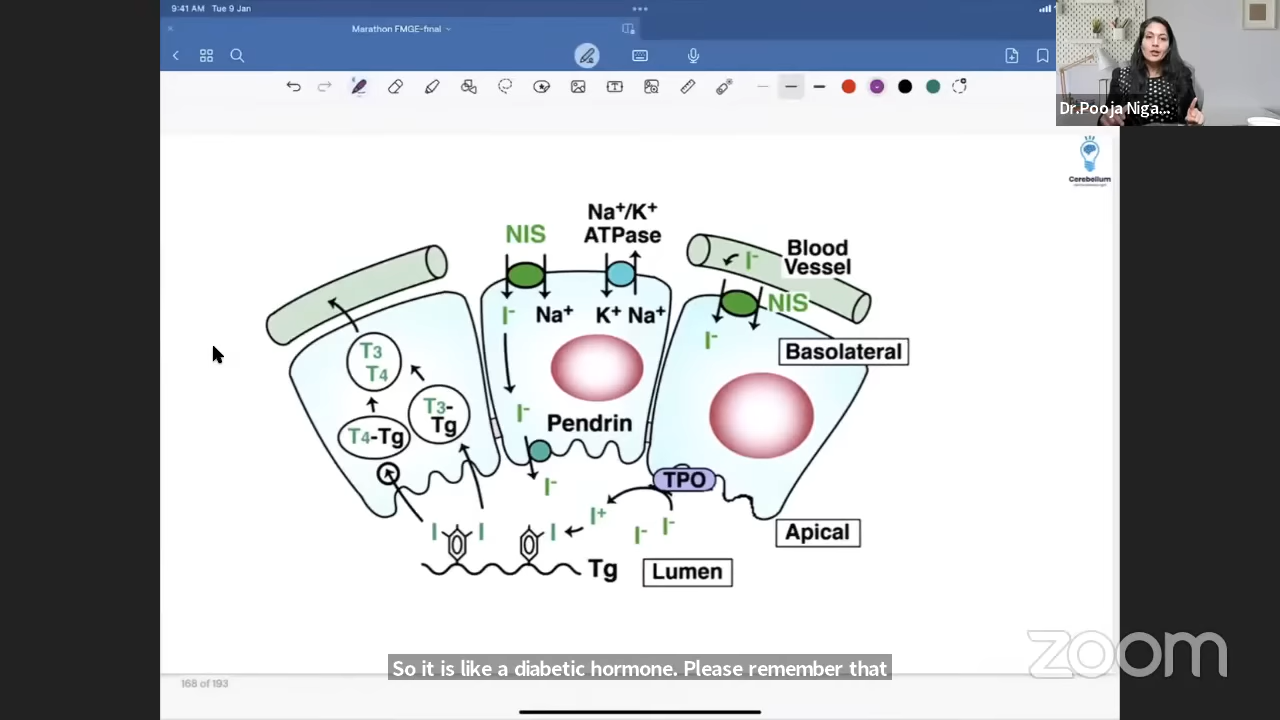 9:41 AM Tue 9 Jan
Marathon FMGE-final
Dr.Pooja Niga...
Cerebellum
NIS
Na+/K+
ATPase
I-
Blood
Vessel
NIS
I-
Na+
K+
Na+
I-
Basolateral
T3
T4
T3-
Tg
T4-Tg
I-
Pendrin
I-
TPO
I+
I-
I-
I
I
I
Apical
Tg
Lumen
So it is like a diabetic hormone. Please remember that
zoom
168 of 193